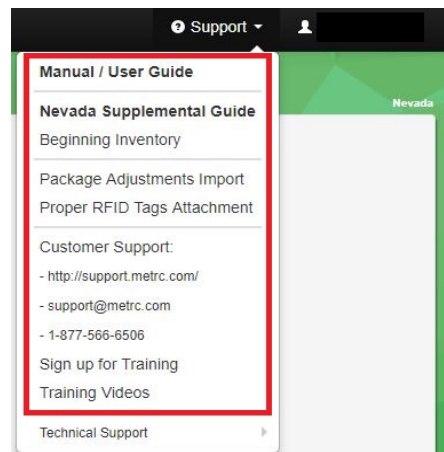 Support
Manual / User Guide
Nevada
Nevada Supplemental Guide
Beginning Inventory
Package Adjustments Import
Proper RFID Tags Attachment
Customer Support:
- http://support.metrc.com/
- support@metrc.com
- 1-877-566-6506
Sign up for Training
Training Videos
Technical Support